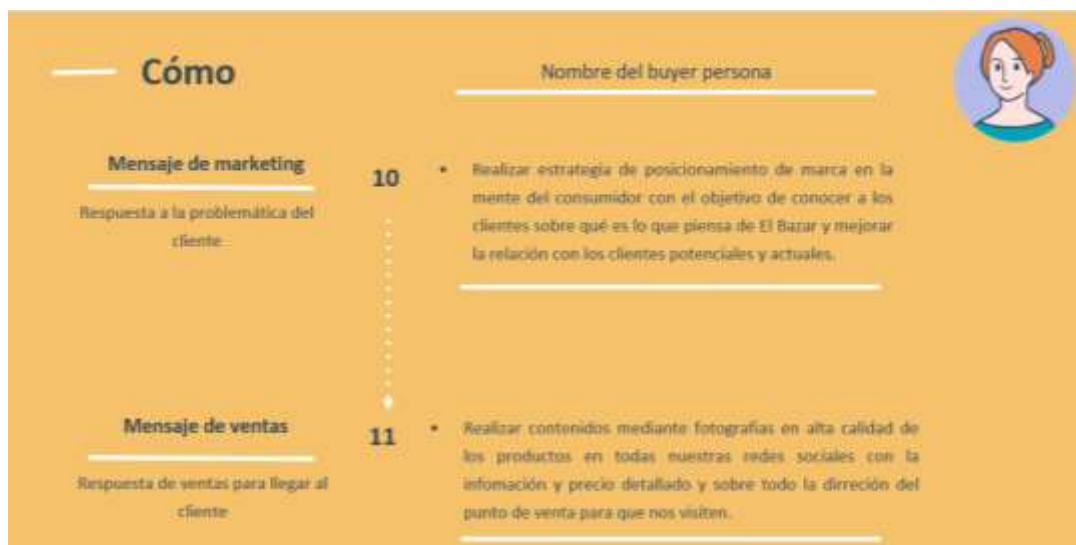 Cómo
Nombre del buyer persona
Mensaje de marketing
Respuesta a la problemática del
cliente
10
• Realizar estrategia de posicionamiento de marca en la
mente del consumidor con el objetivo de conocer a los
clientes sobre qué es lo que piensa de El Bazar y mejorar
la relación con los clientes potenciales y actuales.
Mensaje de ventas
Respuesta de ventas para llegar al
cliente
11
• Realizar contenidos mediante fotografías en alta calidad de
los productos en todas nuestras redes sociales con la
infomación y precio detallado y sobre todo la dirreción del
punto de venta para que nos visiten.